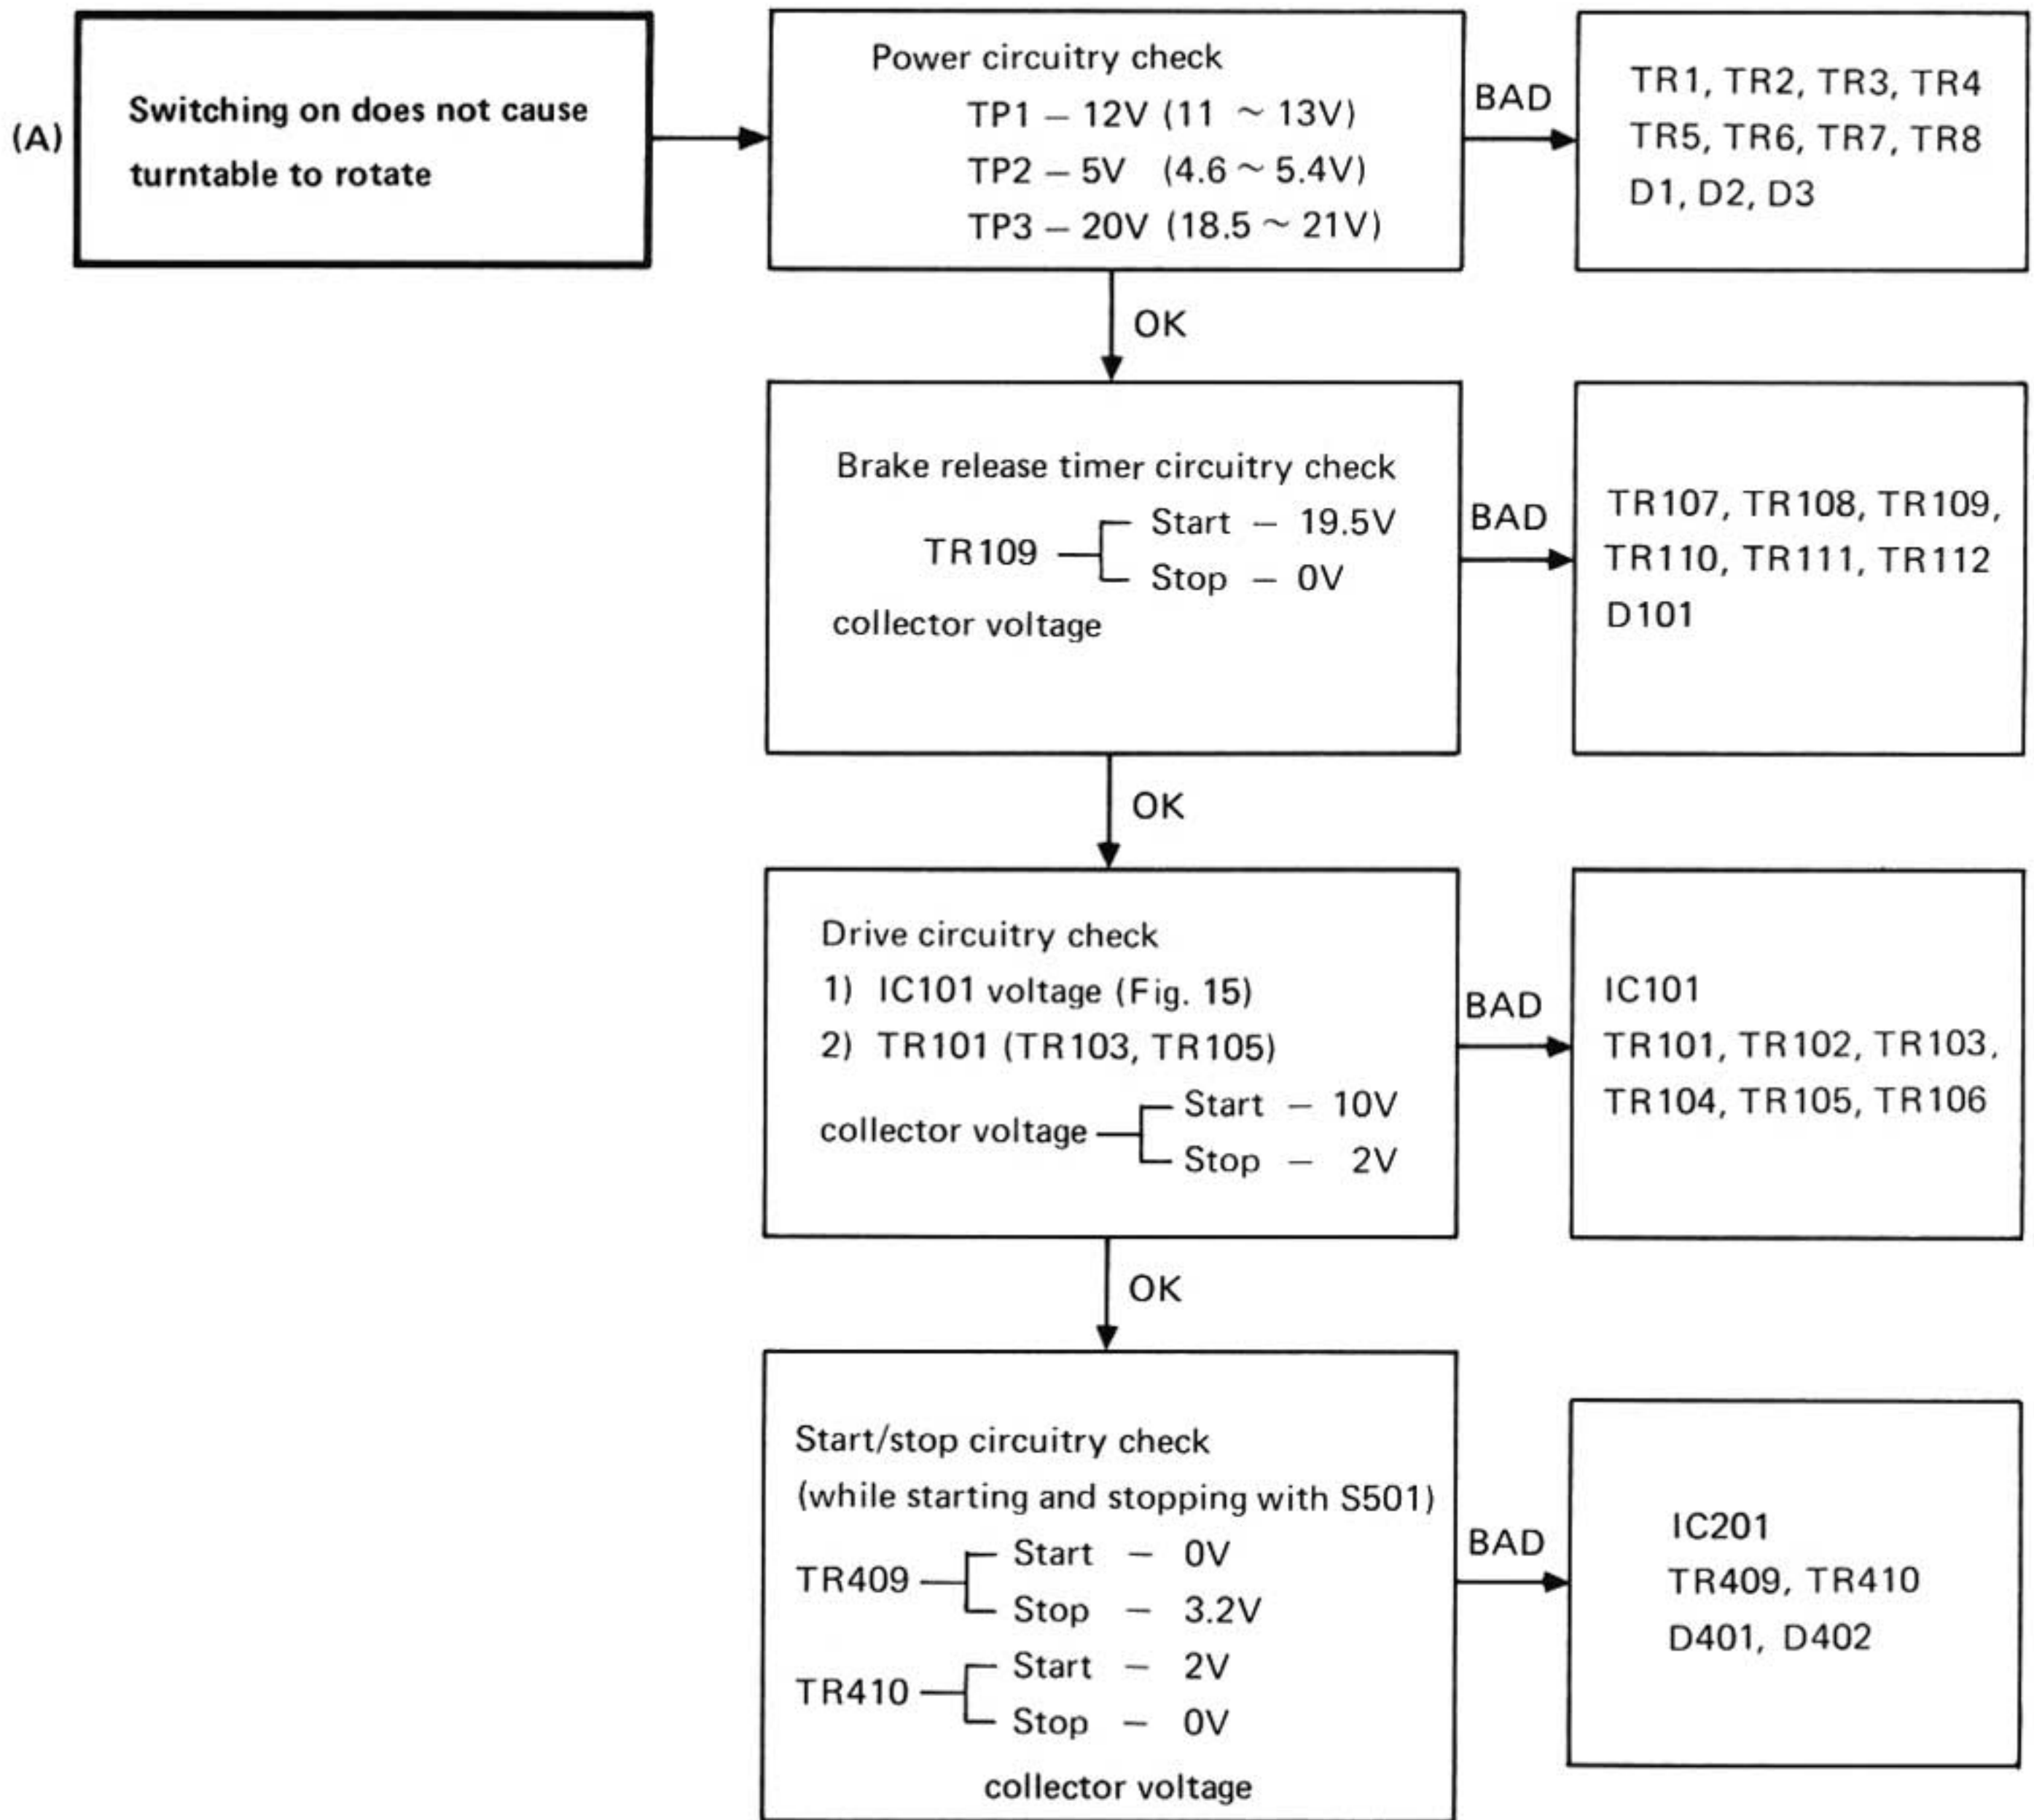 (A)
Switching on does not cause
turntable to rotate
Power circuitry check
TP1 – 12V (11 ~ 13V)
TP2 – 5V (4.6 ~ 5.4V)
TP3 – 20V (18.5 ~ 21V)
BAD
TR1, TR2, TR3, TR4
TR5, TR6, TR7, TR8
D1, D2, D3
OK
Brake release timer circuitry check
Start – 19.5V
TR109
Stop – 0V
collector voltage
BAD
TR107, TR108, TR109,
TR110, TR111, TR112
D101
OK
Drive circuitry check
1) IC101 voltage (Fig. 15)
2) TR101 (TR103, TR105)
Start – 10V
collector voltage
Stop – 2V
BAD
IC101
TR101, TR102, TR103,
TR104, TR105, TR106
OK
Start/stop circuitry check
(while starting and stopping with S501)
Start – 0V
TR409
Stop – 3.2V
Start – 2V
TR410
Stop – 0V
collector voltage
BAD
IC201
TR409, TR410
D401, D402